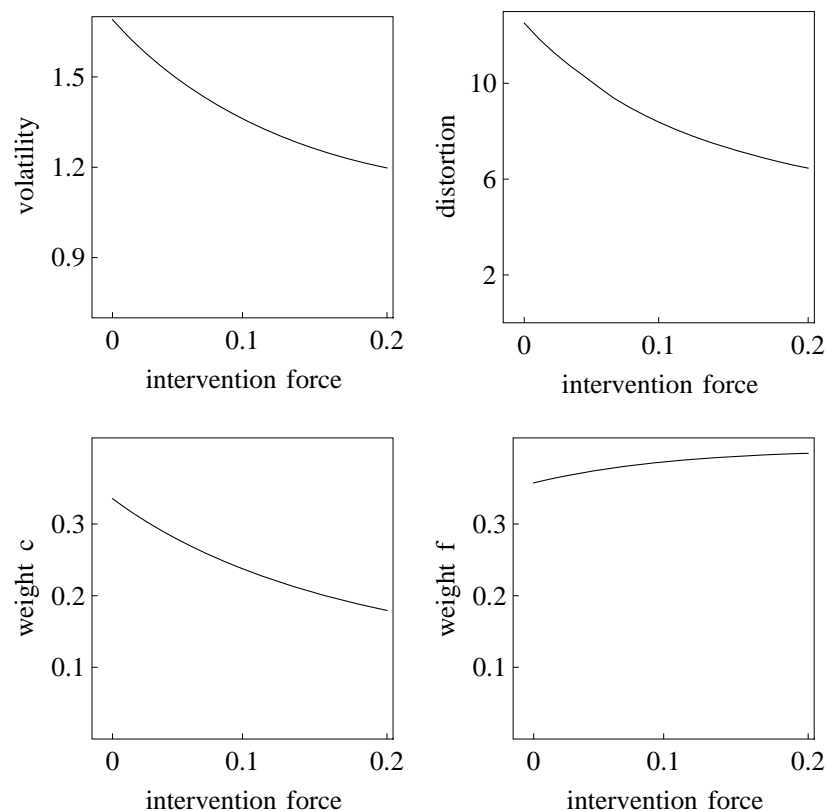 volatility
1.5
1.2
0.9
0 0.1 0.2
intervention force
distortion
10
6
2
0 0.1 0.2
intervention force
weight c
0.3
0.2
0.1
0 0.1 0.2
intervention force
weight f
0.3
0.2
0.1
0 0.1 0.2
intervention force